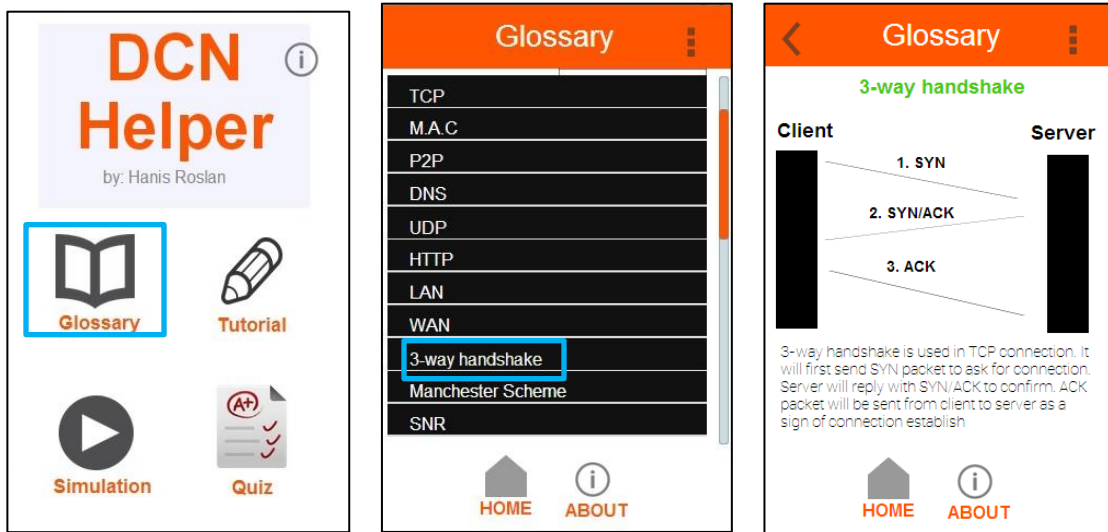 DCN
Helper
by: Hanis Roslan
Glossary
Tutorial
A+
Simulation
Quiz
Glossary
TCP
M.A.C
P2P
DNS
UDP
HTTP
LAN
WAN
3-way handshake
Manchester Scheme
SNR
HOME
ABOUT
Glossary
3-way handshake
Client
Server
1. SYN
2. SYN/ACK
3. ACK
3-way handshake is used in TCP connection. It
will first send SYN packet to ask for connection.
Server will reply with SYN/ACK to confirm. ACK
packet will be sent from client to server as a
sign of connection establish
HOME
ABOUT